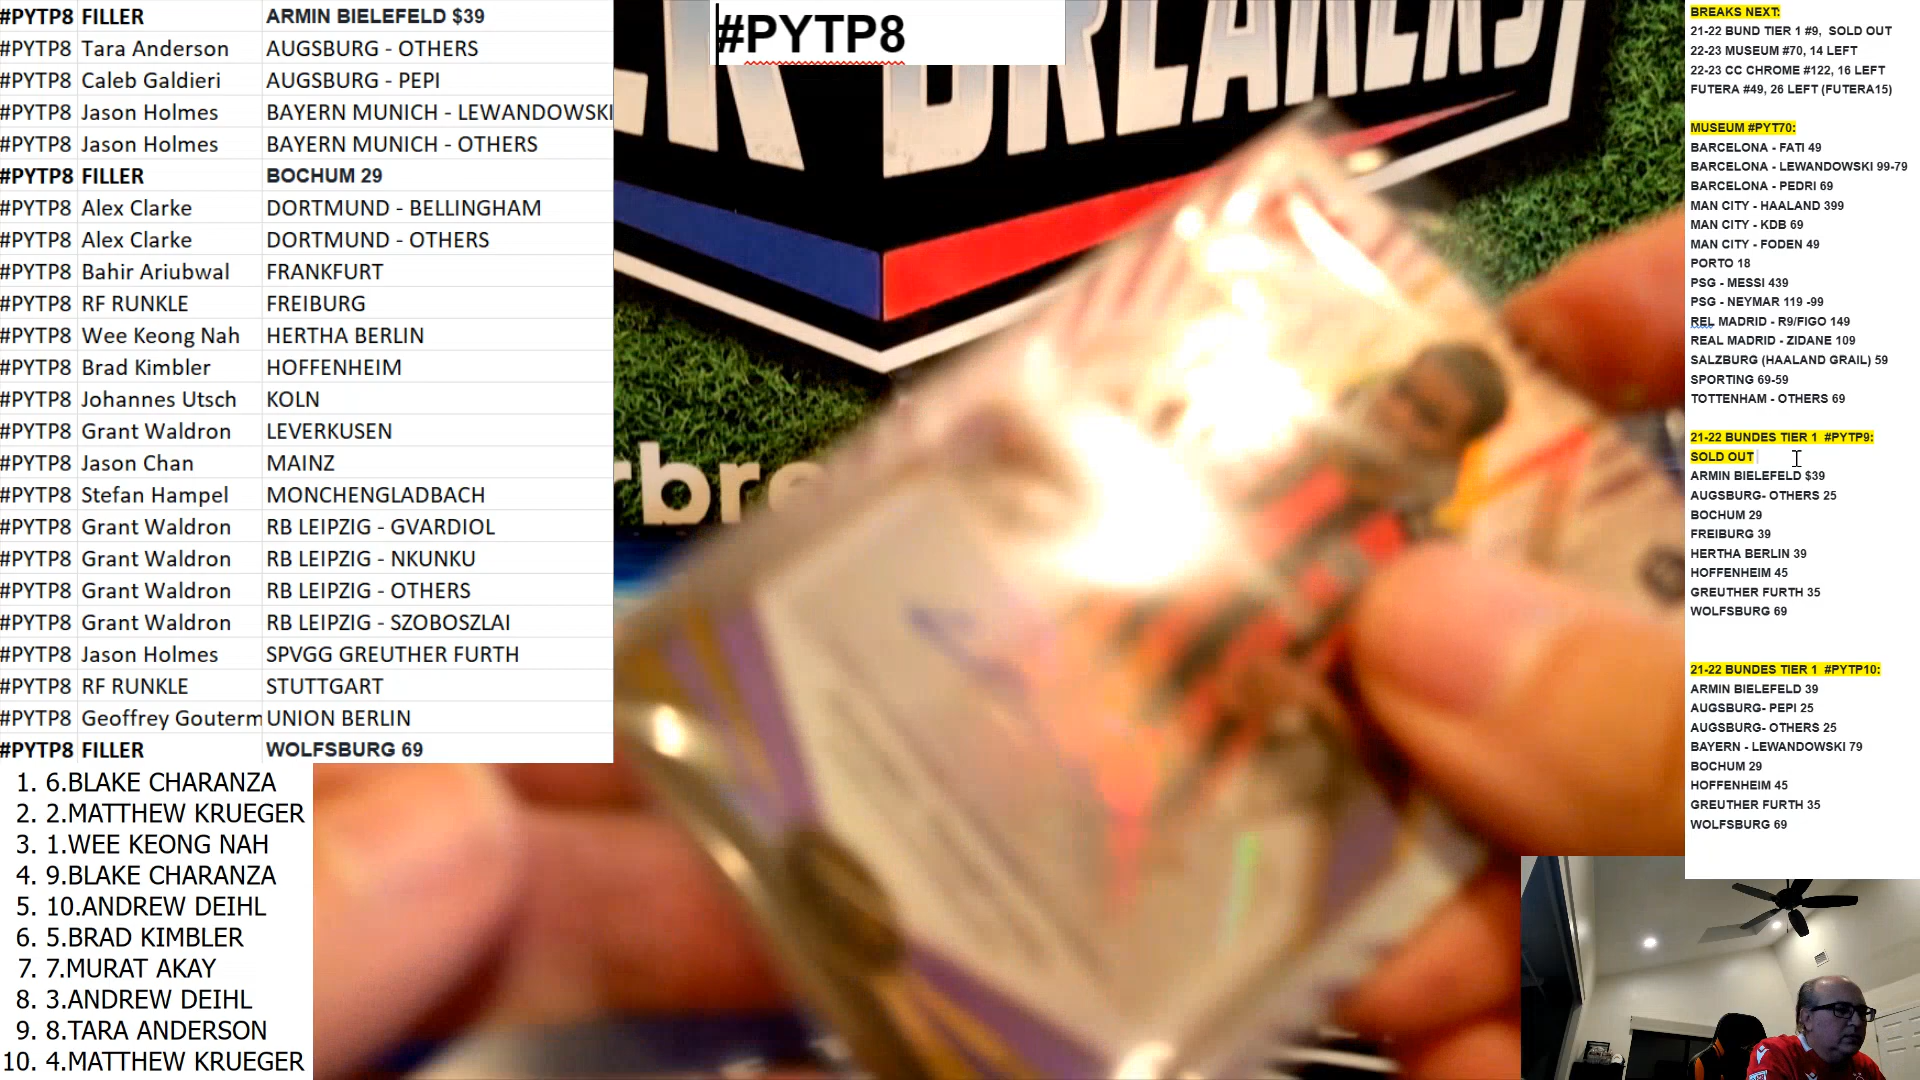 #PYTP8 FILLER ARMIN BIELEFELD $39
#PYTP8 Tara Anderson AUGSBURG - OTHERS
#PYTP8 Caleb Galdieri AUGSBURG - PEPI
#PYTP8 Jason Holmes BAYERN MUNICH - LEWANDOWSKI
#PYTP8 Jason Holmes BAYERN MUNICH - OTHERS
#PYTP8 FILLER BOCHUM 29
#PYTP8 Alex Clarke DORTMUND - BELLINGHAM
#PYTP8 Alex Clarke DORTMUND - OTHERS
#PYTP8 Bahir Ariubwal FRANKFURT
#PYTP8 RF RUNKLE FREIBURG
#PYTP8 Wee Keong Nah HERTHA BERLIN
#PYTP8 Brad Kimbler HOFFENHEIM
#PYTP8 Johannes Utsch KOLN
#PYTP8 Grant Waldron LEVERKUSEN
#PYTP8 Jason Chan MAINZ
#PYTP8 Stefan Hampel MONCHENGLADBACH
#PYTP8 Grant Waldron RB LEIPZIG - GVARDIOL
#PYTP8 Grant Waldron RB LEIPZIG - NKUNKU
#PYTP8 Grant Waldron RB LEIPZIG - OTHERS
#PYTP8 Grant Waldron RB LEIPZIG - SZOBOSZLAI
#PYTP8 Jason Holmes SPVGG GREUTHER FURTH
#PYTP8 RF RUNKLE STUTTGART
#PYTP8 Geoffrey Gouterm UNION BERLIN
#PYTP8 FILLER WOLFSBURG 69
1. 6.BLAKE CHARANZA
2. 2.MATTHEW KRUEGER
3. 1.WEE KEONG NAH
4. 9.BLAKE CHARANZA
5. 10.ANDREW DEIHL
6. 5.BRAD KIMBLER
7. 7.MURAT AKAY
8. 3.ANDREW DEIHL
9. 8.TARA ANDERSON
10. 4.MATTHEW KRUEGER
#PYTP8
BREAKERS
rbre
BREAKS NEXT:
21-22 BUND TIER 1 #9, SOLD OUT
22-23 MUSEUM #70, 14 LEFT
22-23 CC CHROME #122, 16 LEFT
FUTERA #49, 26 LEFT (FUTERA15)
MUSEUM #PYT70:
BARCELONA - FATI 49
BARCELONA - LEWANDOWSKI 99-79
BARCELONA - PEDRI 69
MAN CITY - HAALAND 399
MAN CITY - KDB 69
MAN CITY - FODEN 49
PORTO 18
PSG - MESSI 439
PSG - NEYMAR 119 -99
REL MADRID - R9/FIGO 149
REAL MADRID - ZIDANE 109
SALZBURG (HAALAND GRAIL) 59
SPORTING 69-59
TOTTENHAM - OTHERS 69
21-22 BUNDES TIER 1 #PYTP9:
SOLD OUT
ARMIN BIELEFELD $39
AUGSBURG- OTHERS 25
BOCHUM 29
FREIBURG 39
HERTHA BERLIN 39
HOFFENHEIM 45
GREUTHER FURTH 35
WOLFSBURG 69
21-22 BUNDES TIER 1 #PYTP10:
ARMIN BIELEFELD 39
AUGSBURG- PEPI 25
AUGSBURG- OTHERS 25
BAYERN - LEWANDOWSKI 79
BOCHUM 29
HOFFENHEIM 45
GREUTHER FURTH 35
WOLFSBURG 69